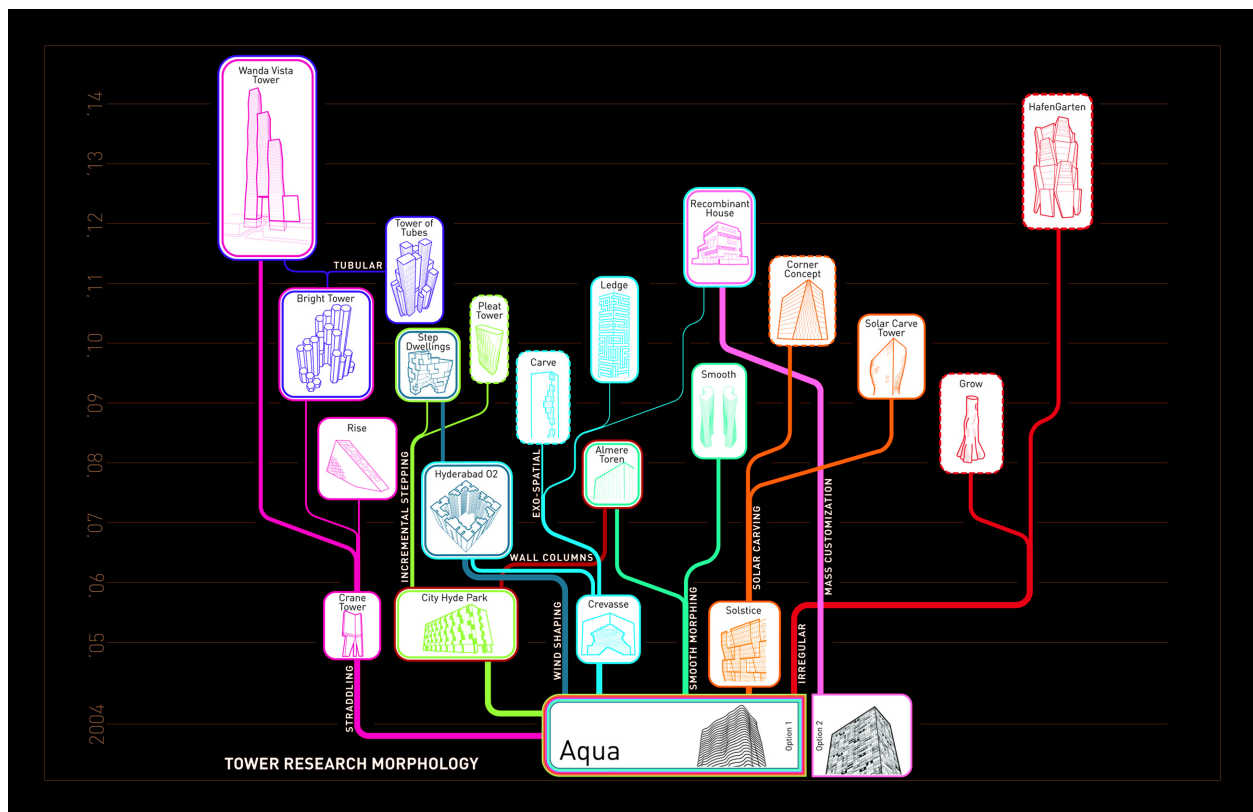 Wanda Vista
Tower
'14
HafenGarten
'13
Recombinant
House
'12
Tower of
Tubes
TUBULAR
Corner
Concept
'11
Ledge
Bright Tower
Pleat
Tower
Solar Carve
Tower
Step
Dwellings
'10
Carve
Smooth
Grow
'09
Rise
Almere
Toren
'08
Hyderabad O2
EXO-SPATIAL
INCREMENTAL STEPPING
MASS CUSTOMIZATION
SOLAR CARVING
'07
WALL COLUMNS
'06
Crane
Tower
City Hyde Park
Crevasse
Solstice
WIND SHAPING
SMOOTH MORPHING
IRREGULAR
'05
STRADDLING
2004
Aqua
Option 1
Option 2
TOWER RESEARCH MORPHOLOGY